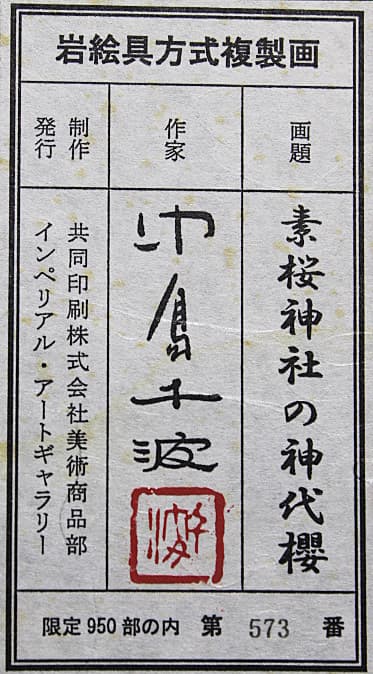 岩絵具方式複製画
画題
素桜神社の神代櫻
作家
中島千波
制作
発行
共同印刷株式会社美術商品部
インペリアル・アートギャラリー
限定950部の内 第 573 番